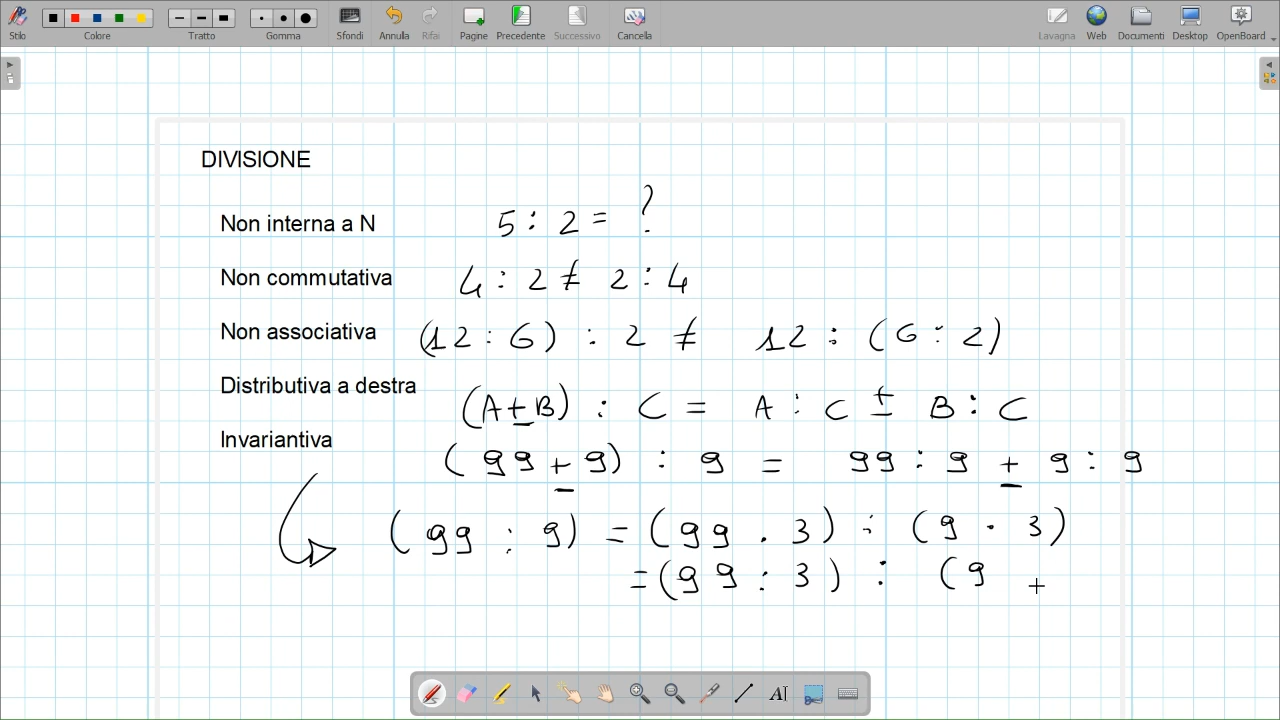 Stilo Colore Tratto Gomma Sfondi Annulla Rifai Pagine Precedente Successivo Cancella Lavagna Web Documenti Desktop OpenBoard
DIVISIONE
Non interna a N 5 : 2 = ?
Non commutativa 4 : 2 ≠ 2 : 4
Non associativa (12 : 6) : 2 ≠ 12 : (6 : 2)
Distributiva a destra (A ± B) : C = A : C ± B : C
Invariantiva (99 + 9) : 9 = 99 : 9 + 9 : 9
(99 : 9) = (99 . 3) : (9 · 3)
= (99 : 3) : (9